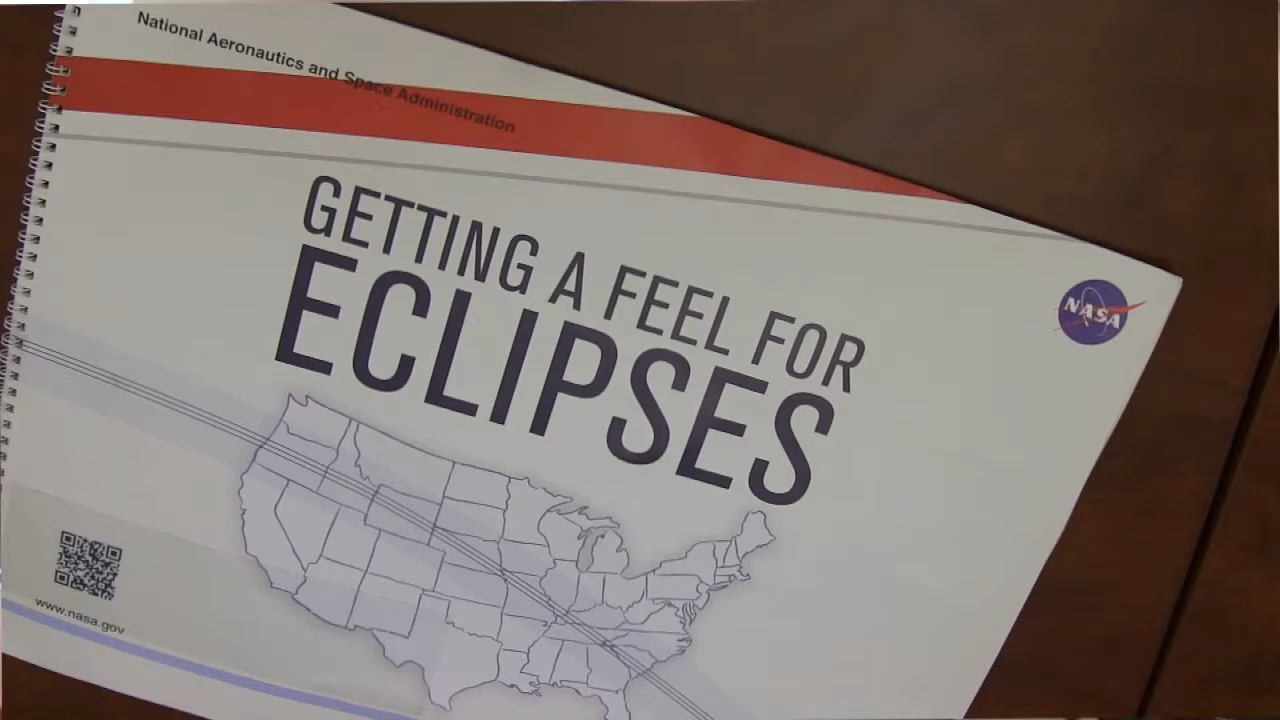 National Aeronautics and Space Administration
GETTING A FEEL FOR
ECLIPSES
NASA
www.nasa.gov